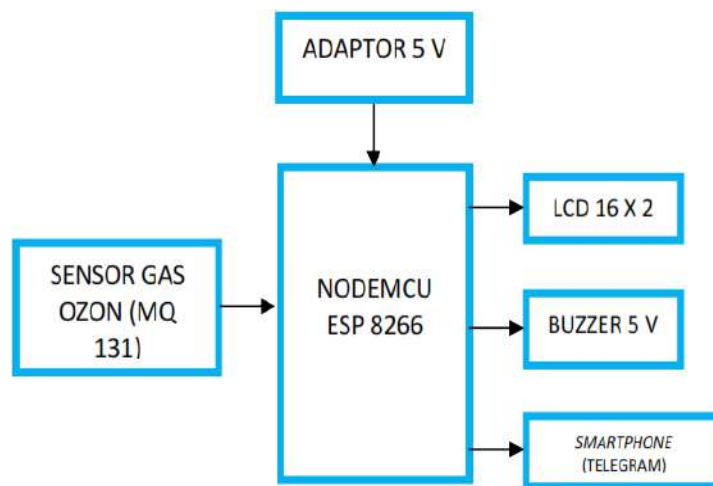 ADAPTOR 5 V
SENSOR GAS
OZON (MQ
131)
NODEMCU
ESP 8266
LCD 16 X 2
BUZZER 5 V
SMARTPHONE
(TELEGRAM)